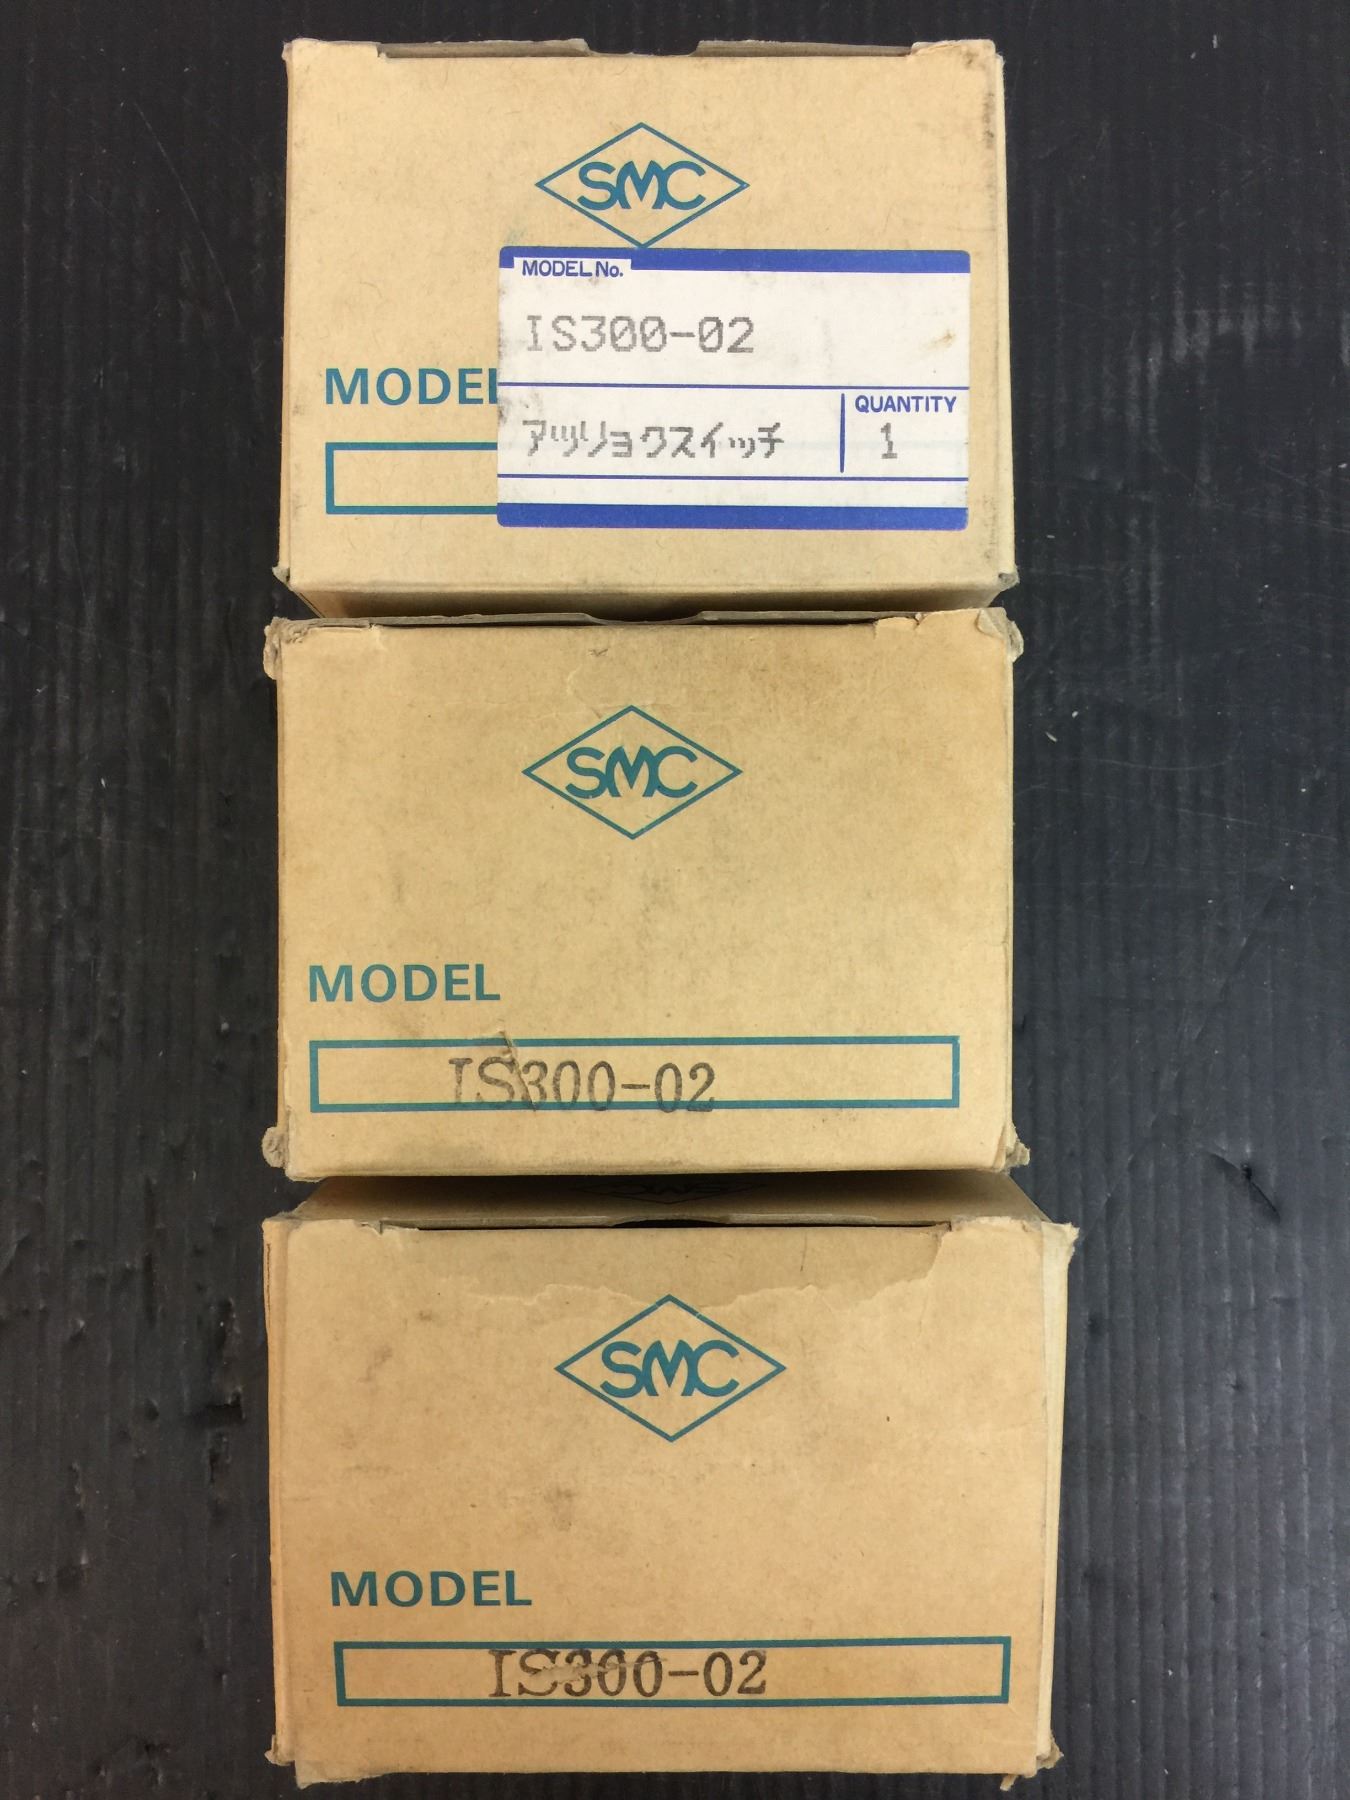 SMC
MODEL No.
IS300-02
MODEL
アツリョクスイッチ
QUANTITY
1
SMC
MODEL
IS300-02
SMC
SMC
MODEL
IS300-02